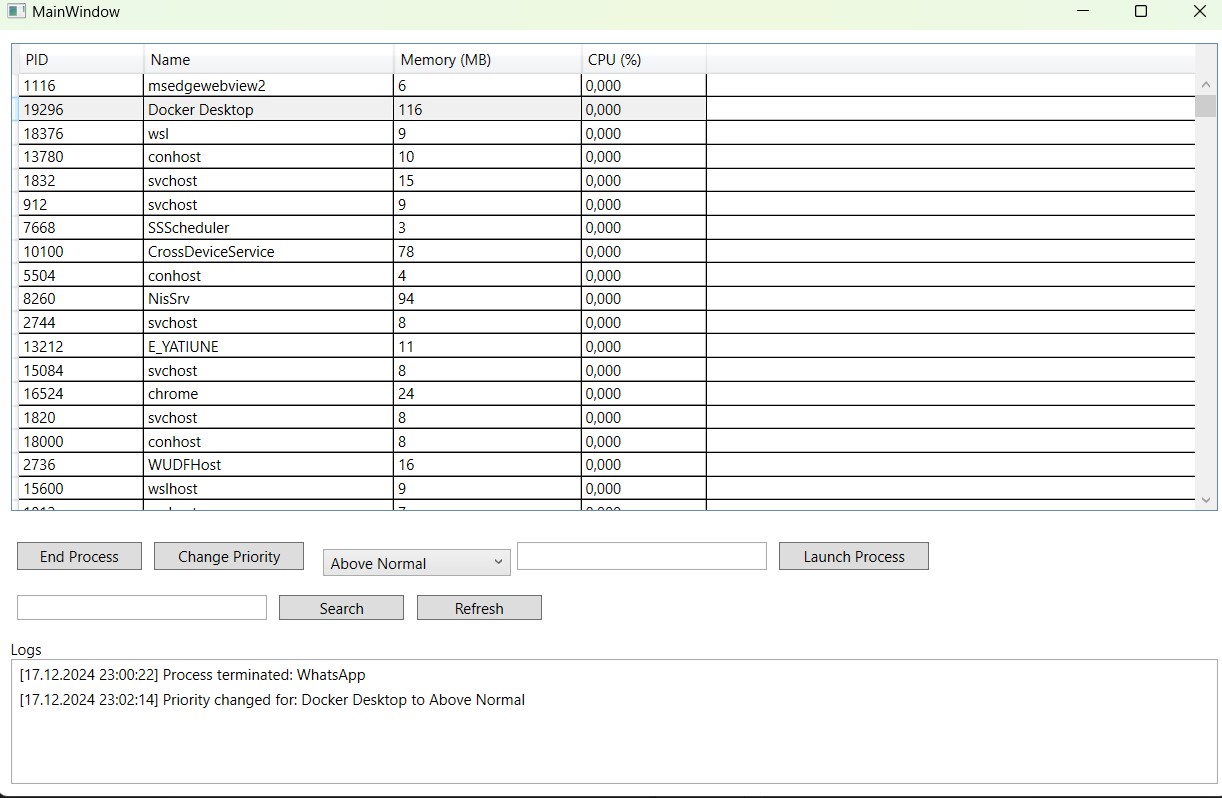 MainWindow
PID Name Memory (MB) CPU (%)
1116 msedgewebview2 6 0,000
19296 Docker Desktop 116 0,000
18376 wsl 9 0,000
13780 conhost 10 0,000
1832 svchost 15 0,000
912 svchost 9 0,000
7668 SSScheduler 3 0,000
10100 CrossDeviceService 78 0,000
5504 conhost 4 0,000
8260 NisSrv 94 0,000
2744 svchost 8 0,000
13212 E_YATIUNE 11 0,000
15084 svchost 8 0,000
16524 chrome 24 0,000
1820 svchost 8 0,000
18000 conhost 8 0,000
2736 WUDFHost 16 0,000
15600 wslhost 9 0,000
End Process Change Priority Above Normal Launch Process
Search Refresh
Logs
[17.12.2024 23:00:22] Process terminated: WhatsApp
[17.12.2024 23:02:14] Priority changed for: Docker Desktop to Above Normal